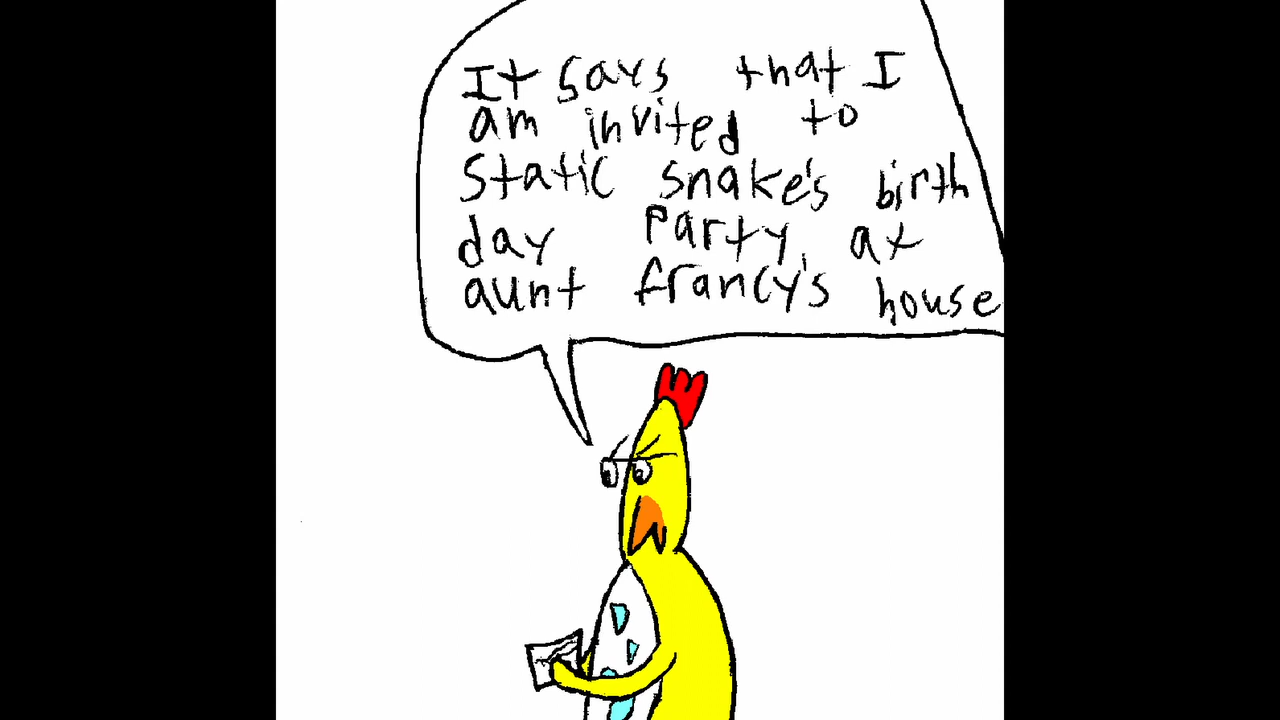 It says that I
am invited to
static snake's birth
day party, at
aunt francy's house